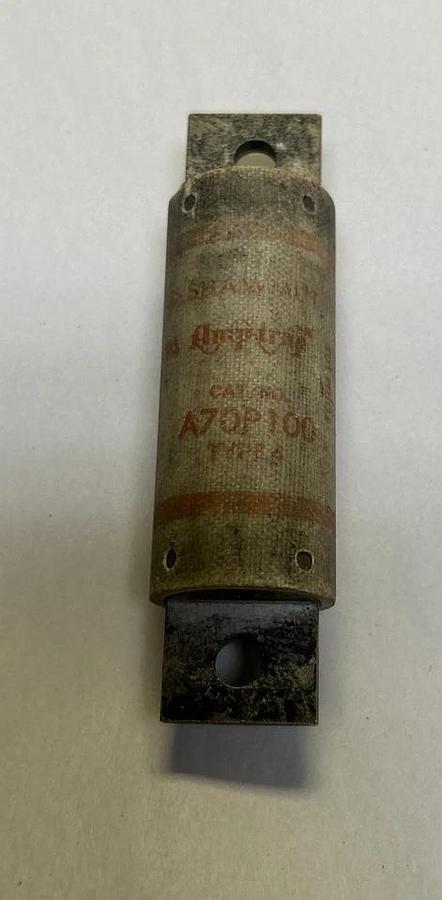 SHAWMUT
Amp-trap
CAT. NO.
A70P100
TYPE 4